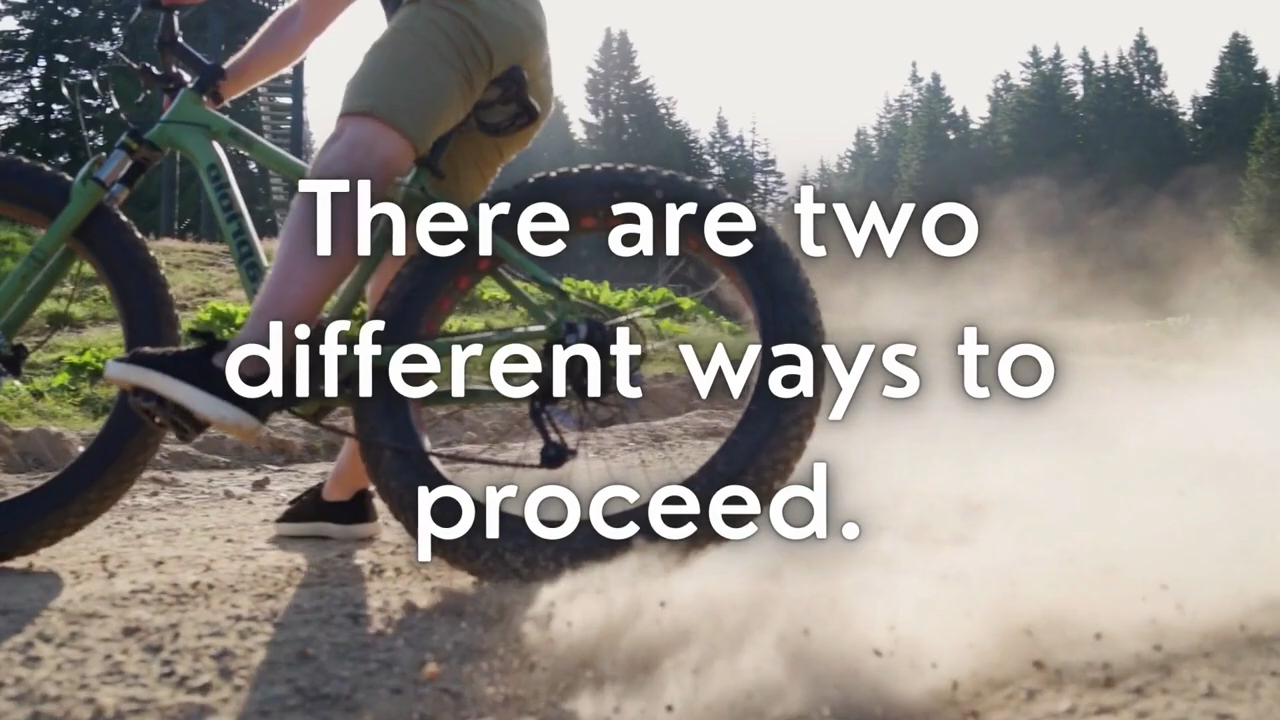 There are two
different ways to
proceed.